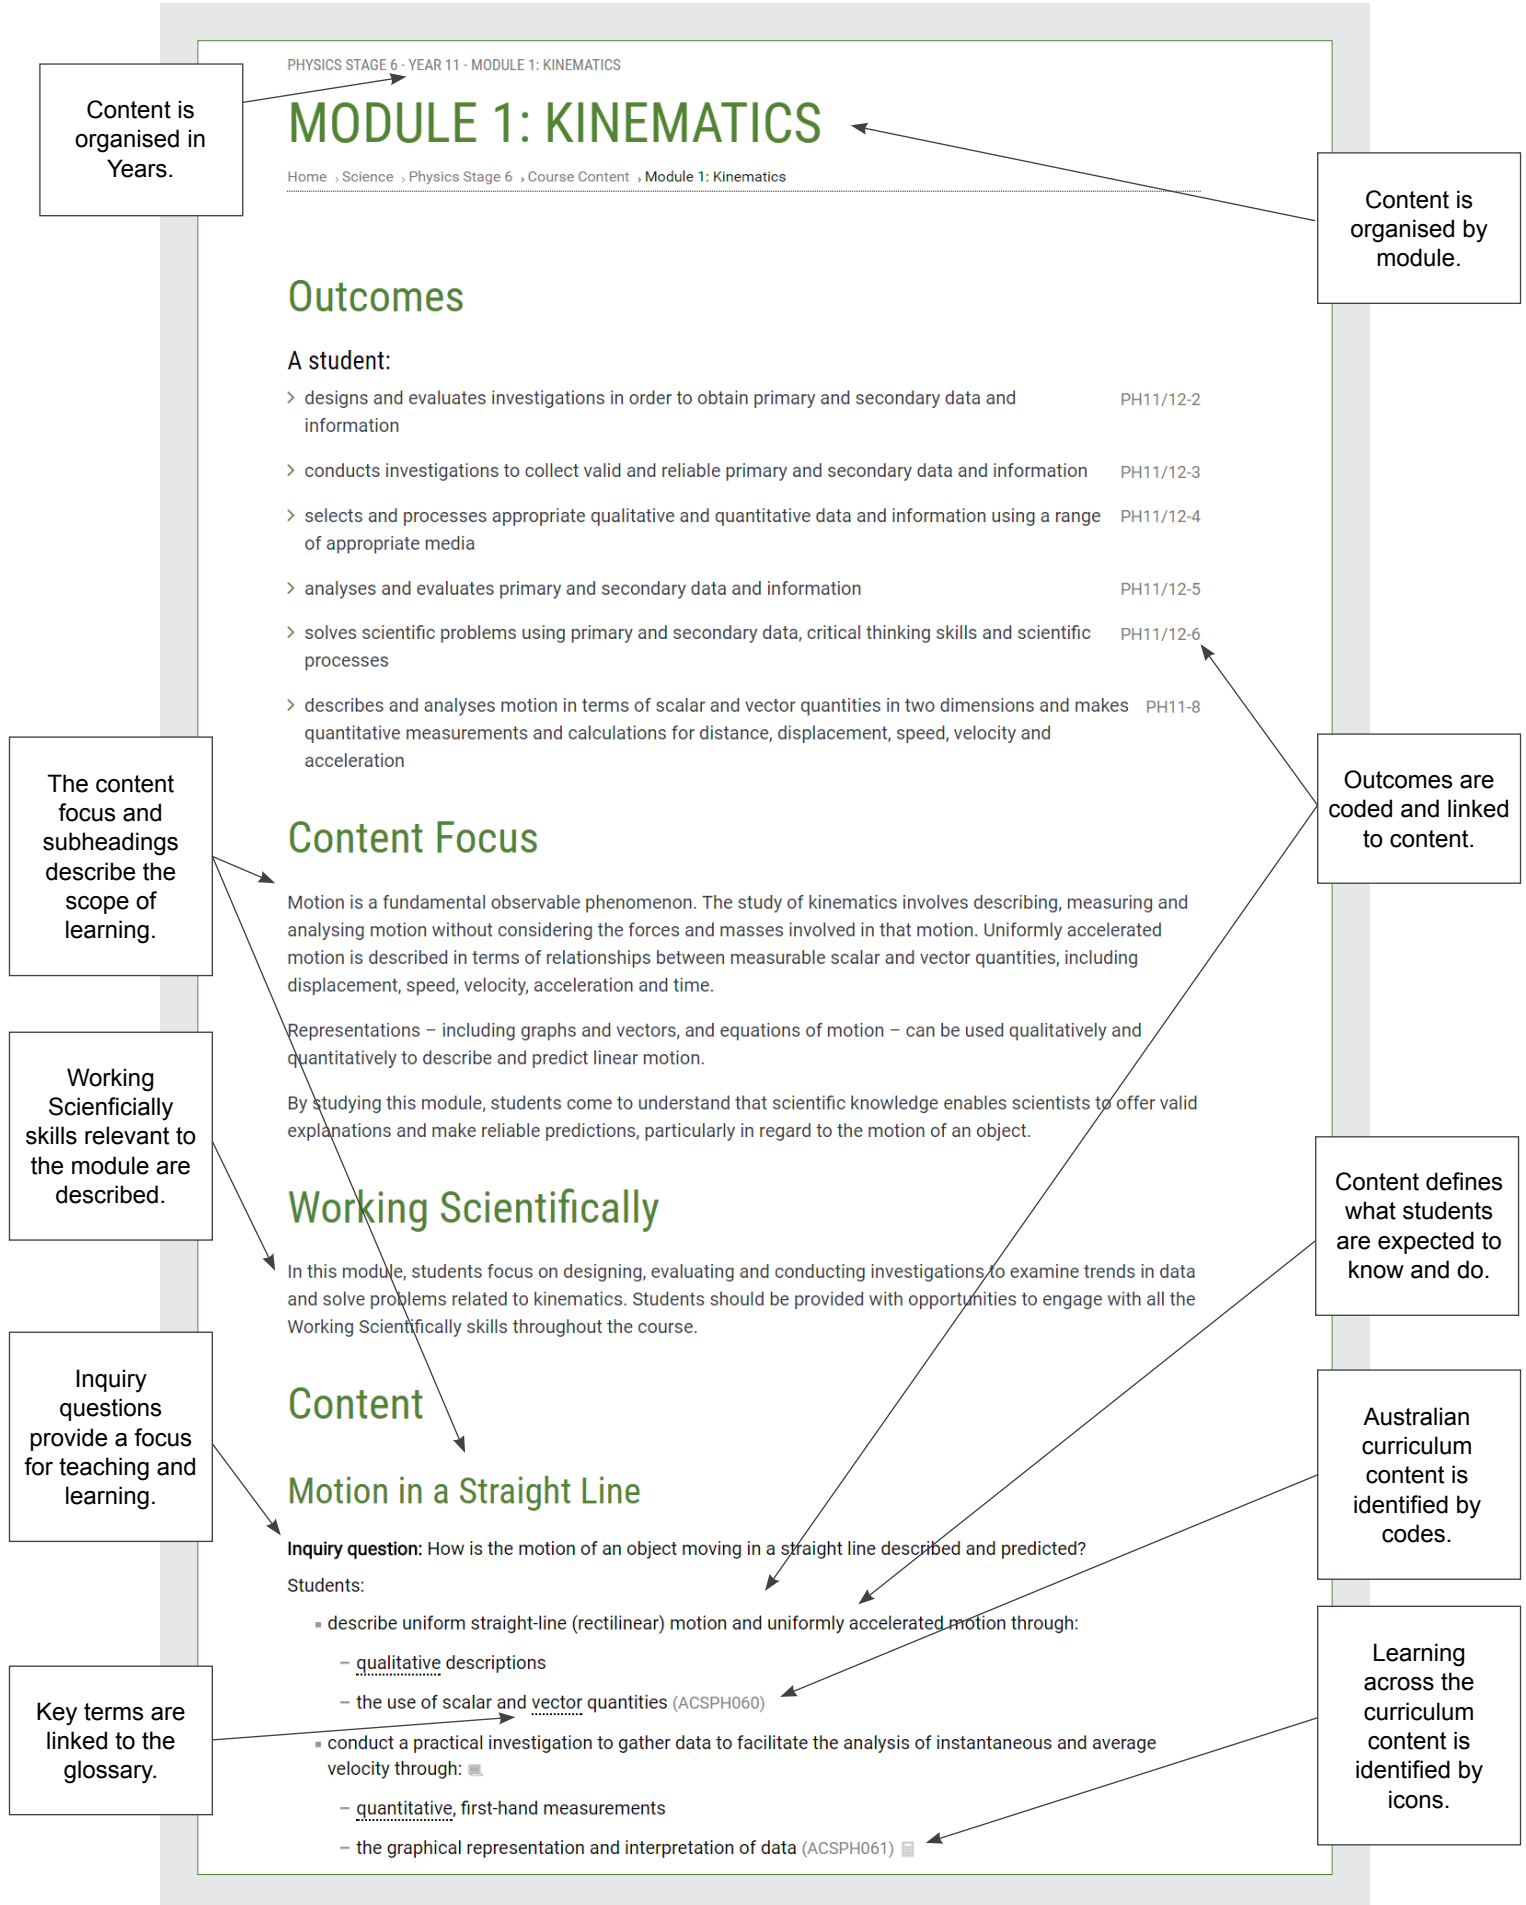 PHYSICS STAGE 6 - YEAR 11 - MODULE 1: KINEMATICS
Content is
organised in
Years.
MODULE 1: KINEMATICS
Home › Science › Physics Stage 6 › Course Content › Module 1: Kinematics
Content is
organised by
module.
Outcomes
A student:
> designs and evaluates investigations in order to obtain primary and secondary data and PH11/12-2
information
> conducts investigations to collect valid and reliable primary and secondary data and information PH11/12-3
> selects and processes appropriate qualitative and quantitative data and information using a range PH11/12-4
of appropriate media
> analyses and evaluates primary and secondary data and information PH11/12-5
> solves scientific problems using primary and secondary data, critical thinking skills and scientific PH11/12-6
processes
> describes and analyses motion in terms of scalar and vector quantities in two dimensions and makes PH11-8
quantitative measurements and calculations for distance, displacement, speed, velocity and
acceleration
The content
focus and
subheadings
describe the
scope of
learning.
Outcomes are
coded and linked
to content.
Content Focus
Motion is a fundamental observable phenomenon. The study of kinematics involves describing, measuring and
analysing motion without considering the forces and masses involved in that motion. Uniformly accelerated
motion is described in terms of relationships between measurable scalar and vector quantities, including
displacement, speed, velocity, acceleration and time.
Representations – including graphs and vectors, and equations of motion – can be used qualitatively and
quantitatively to describe and predict linear motion.
By studying this module, students come to understand that scientific knowledge enables scientists to offer valid
explanations and make reliable predictions, particularly in regard to the motion of an object.
Working
Scienficially
skills relevant to
the module are
described.
Content defines
what students
are expected to
know and do.
Working Scientifically
In this module, students focus on designing, evaluating and conducting investigations to examine trends in data
and solve problems related to kinematics. Students should be provided with opportunities to engage with all the
Working Scientifically skills throughout the course.
Inquiry
questions
provide a focus
for teaching and
learning.
Australian
curriculum
content is
identified by
codes.
Content
Motion in a Straight Line
Inquiry question: How is the motion of an object moving in a straight line described and predicted?
Students:
▪ describe uniform straight-line (rectilinear) motion and uniformly accelerated motion through:
– qualitative descriptions
– the use of scalar and vector quantities (ACSPH060)
▪ conduct a practical investigation to gather data to facilitate the analysis of instantaneous and average
velocity through:
– quantitative, first-hand measurements
– the graphical representation and interpretation of data (ACSPH061)
Key terms are
linked to the
glossary.
Learning
across the
curriculum
content is
identified by
icons.